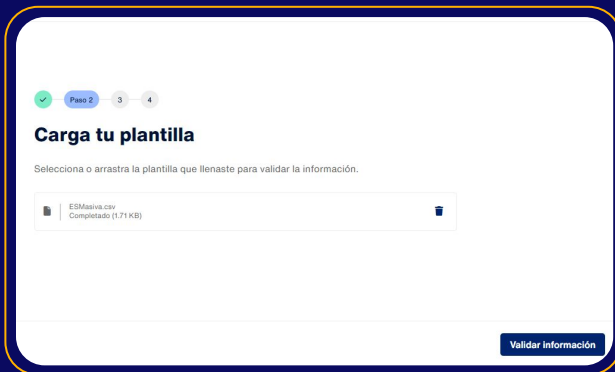 Paso 2
3
4
Carga tu plantilla
Selecciona o arrastra la plantilla que llenaste para validar la información.
ESMasiva.csv
Completado (1.71 KB)
Validar información